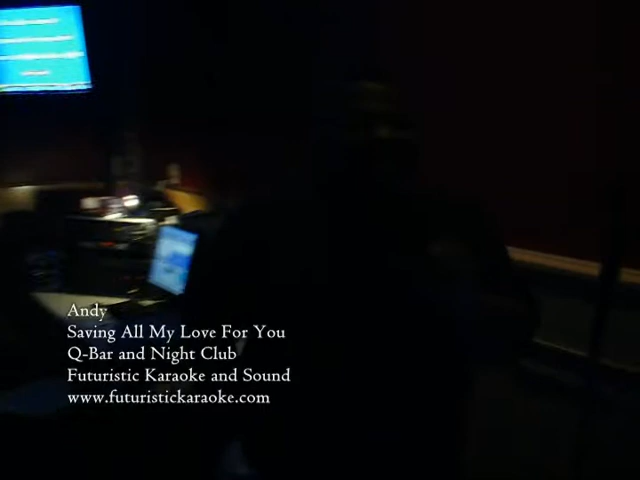 Andy
Saving All My Love For You
Q-Bar and Night Club
Futuristic Karaoke and Sound
www.futuristickaraoke.com